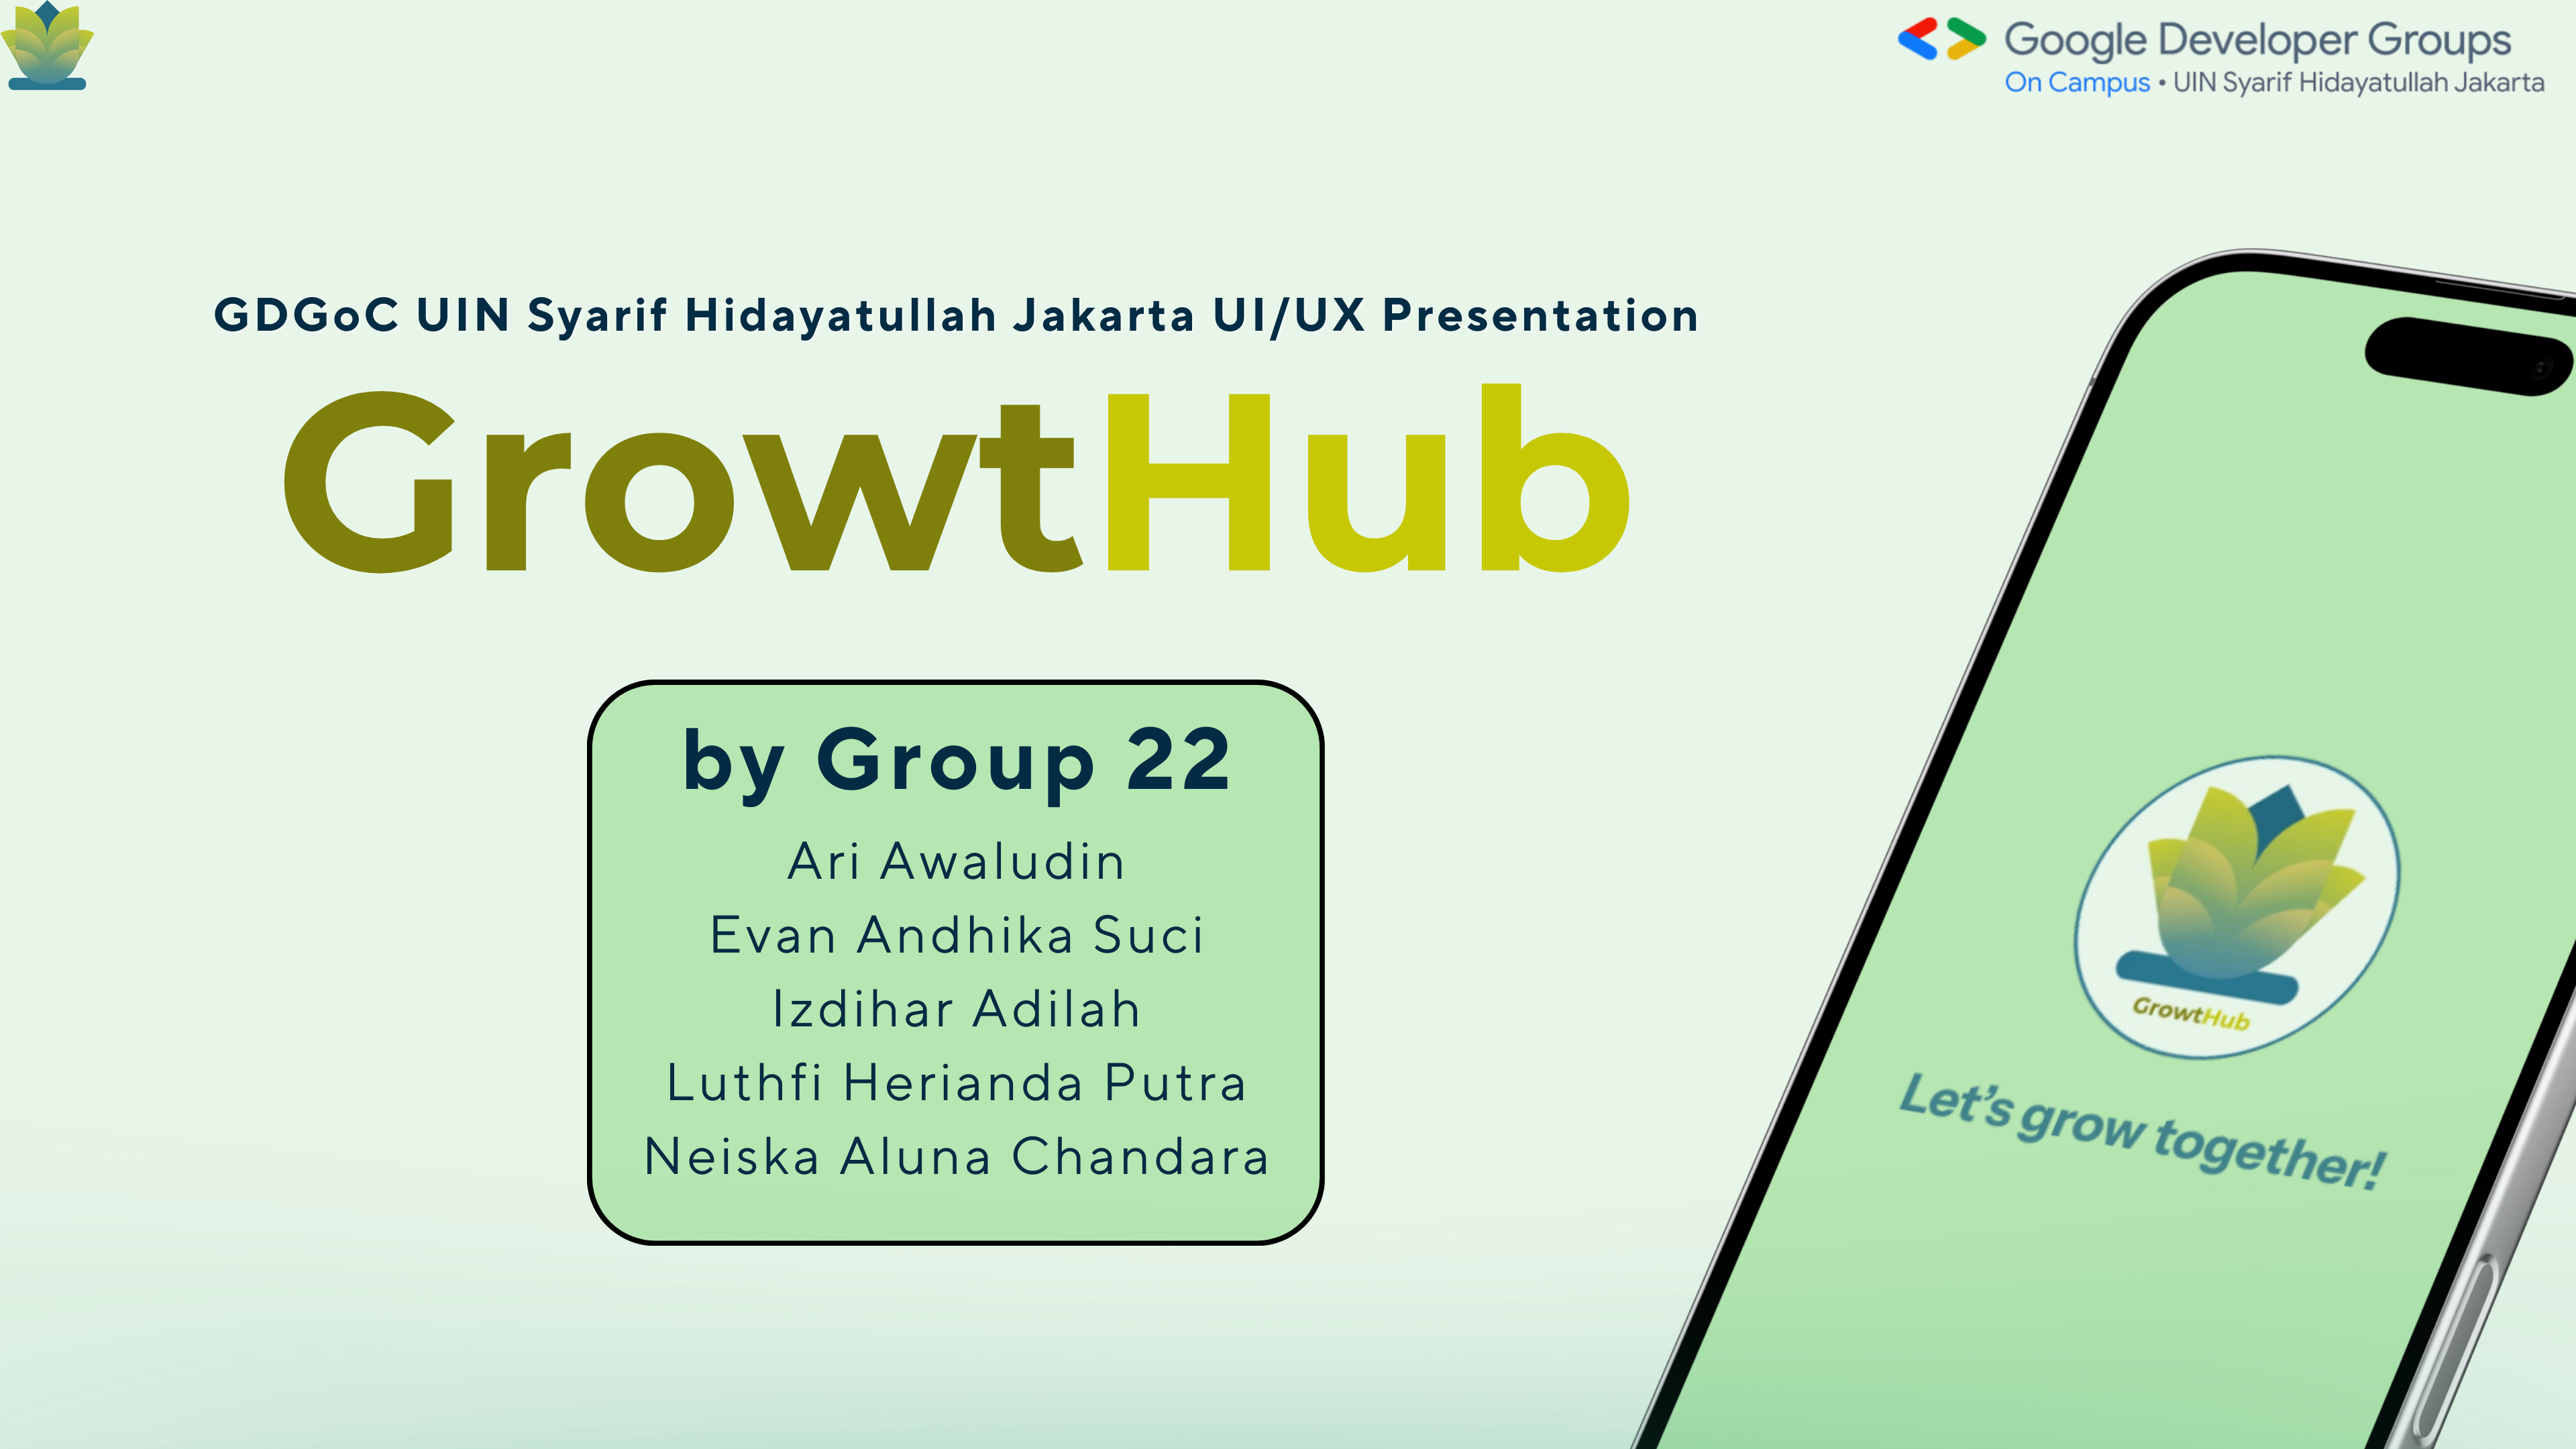 Google Developer Groups
On Campus • UIN Syarif Hidayatullah Jakarta
GDGoC UIN Syarif Hidayatullah Jakarta UI/UX Presentation
GrowtHub
by Group 22
Ari Awaludin
Evan Andhika Suci
Izdihar Adilah
Luthfi Herianda Putra
Neiska Aluna Chandara
GrowtHub
Let's grow together!